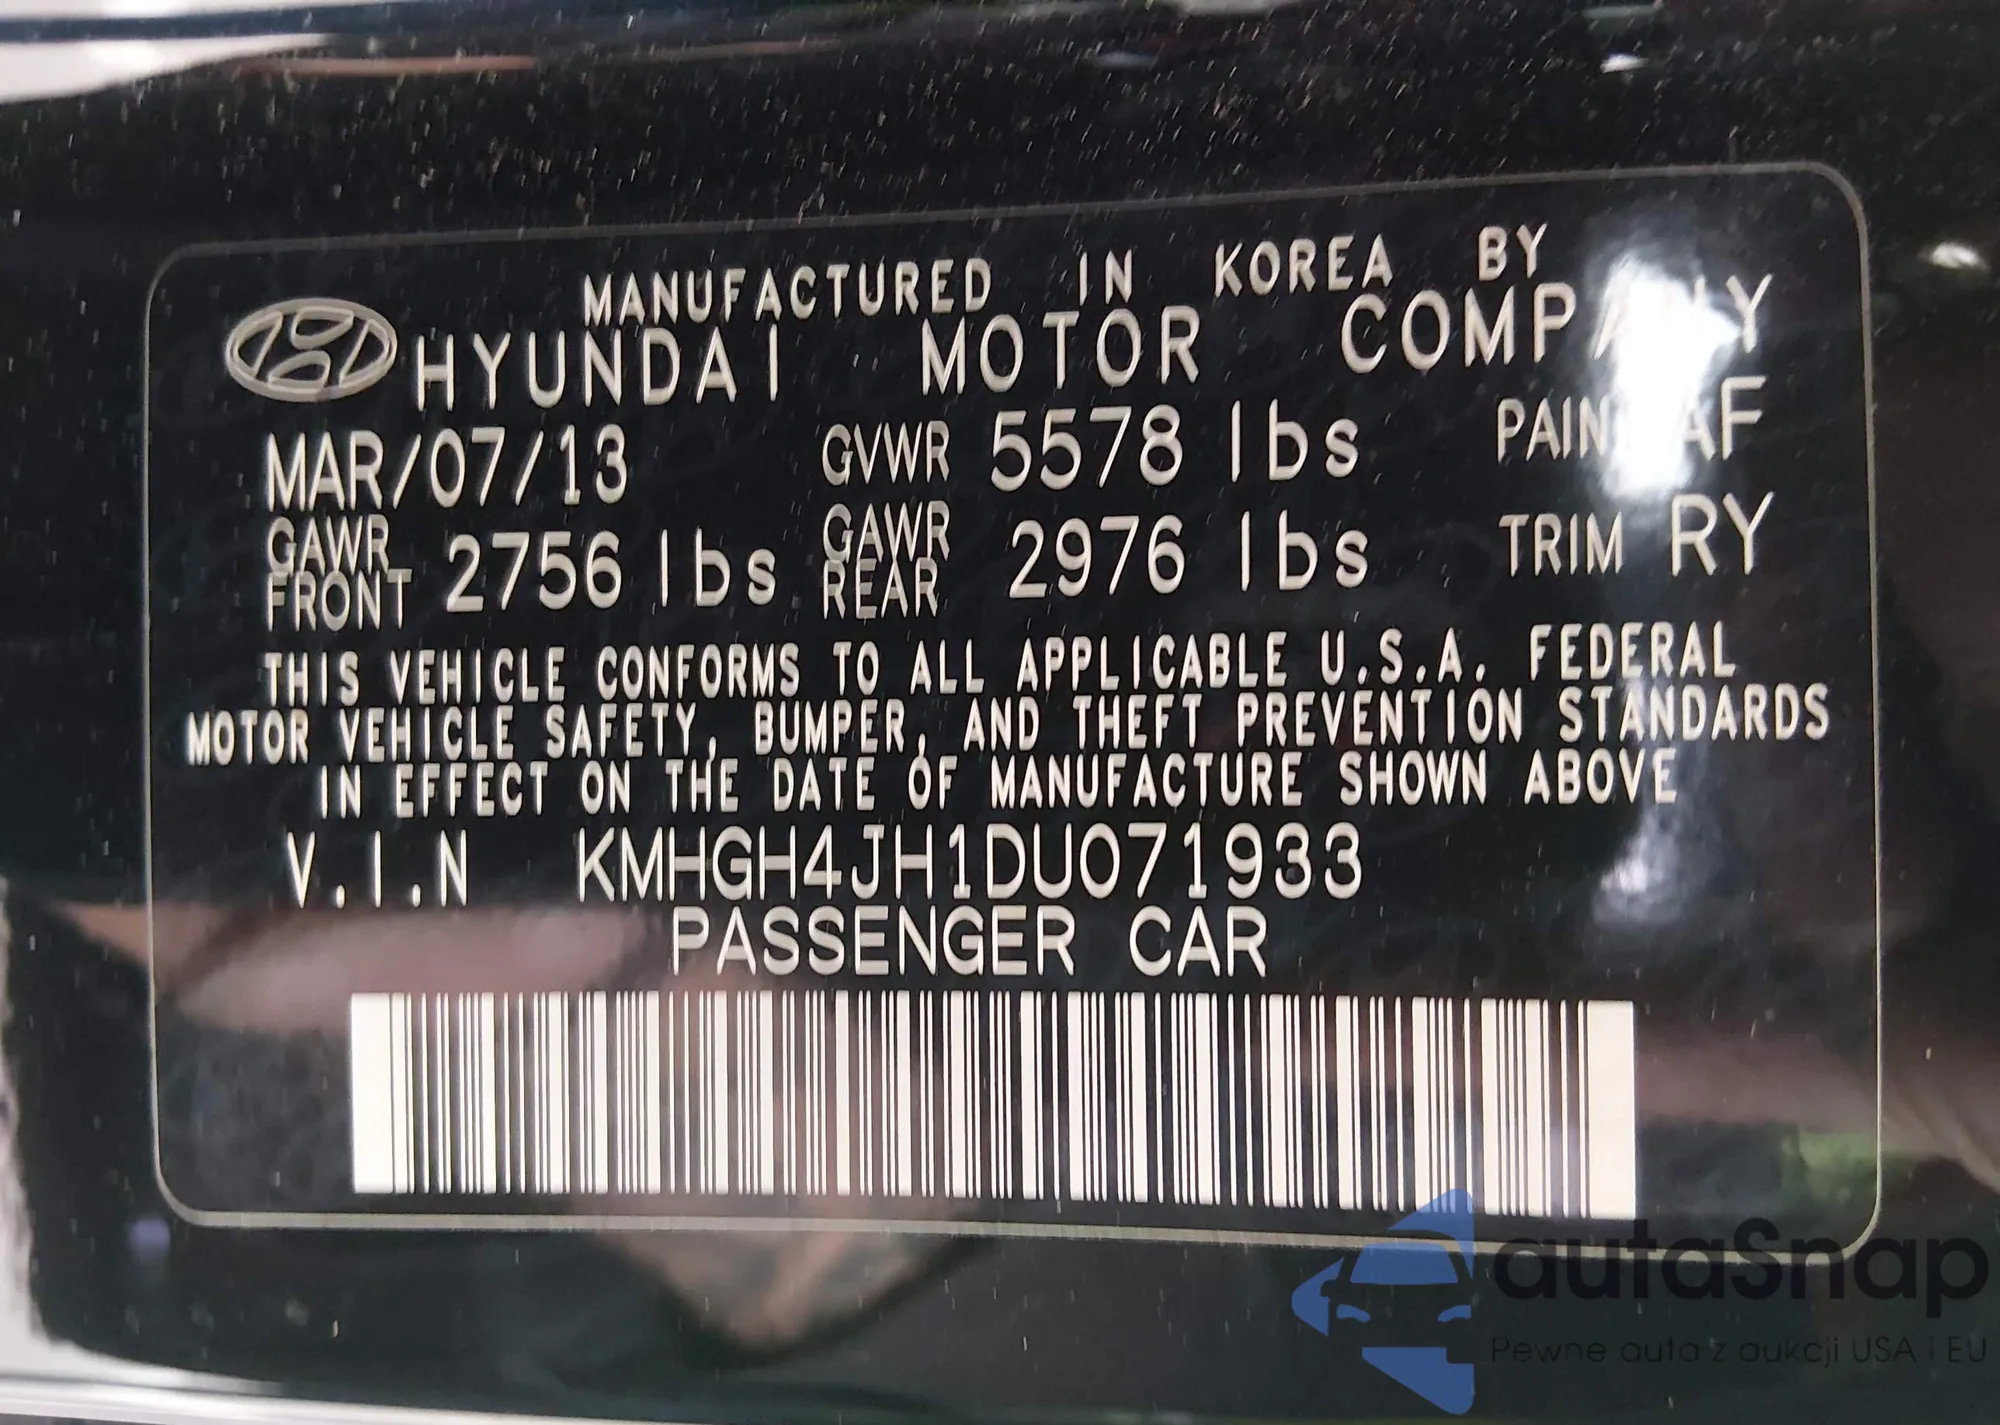 MANUFACTURED IN KOREA BY
HYUNDAI MOTOR COMPANY
MAR/07/13 GVWR 5578 lbs PAINT AF
GAWR FRONT 2756 lbs GAWR REAR 2976 lbs TRIM RY
THIS VEHICLE CONFORMS TO ALL APPLICABLE U.S.A. FEDERAL
MOTOR VEHICLE SAFETY, BUMPER, AND THEFT PREVENTION STANDARDS
IN EFFECT ON THE DATE OF MANUFACTURE SHOWN ABOVE
V.I.N KMHGH4JH1DU071933
PASSENGER CAR
autaSnap
Pewne auta z aukcji USA i EU